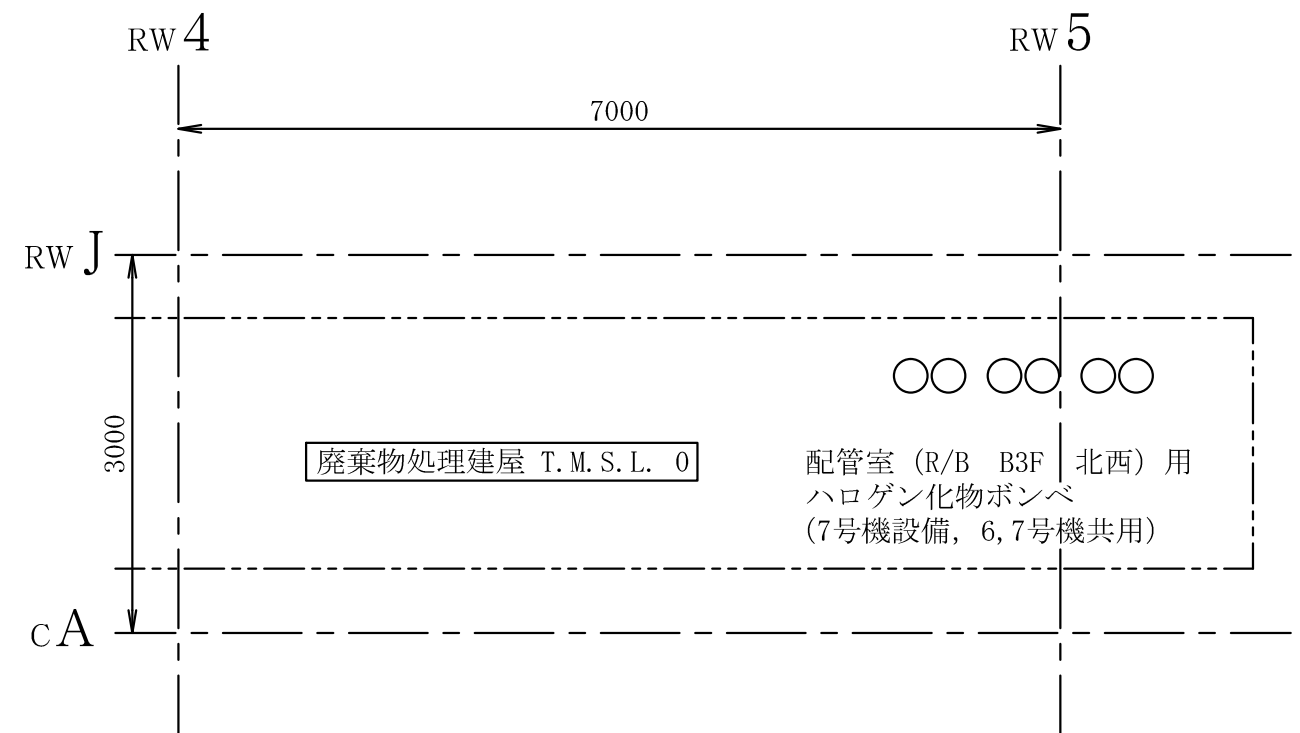 RW4
RW5
7000
RWJ
3000
廃棄物処理建屋 T.M.S.L. 0
配管室（R/B　B3F　北西）用
ハロゲン化物ボンベ
(7号機設備，6,7号機共用)
CA